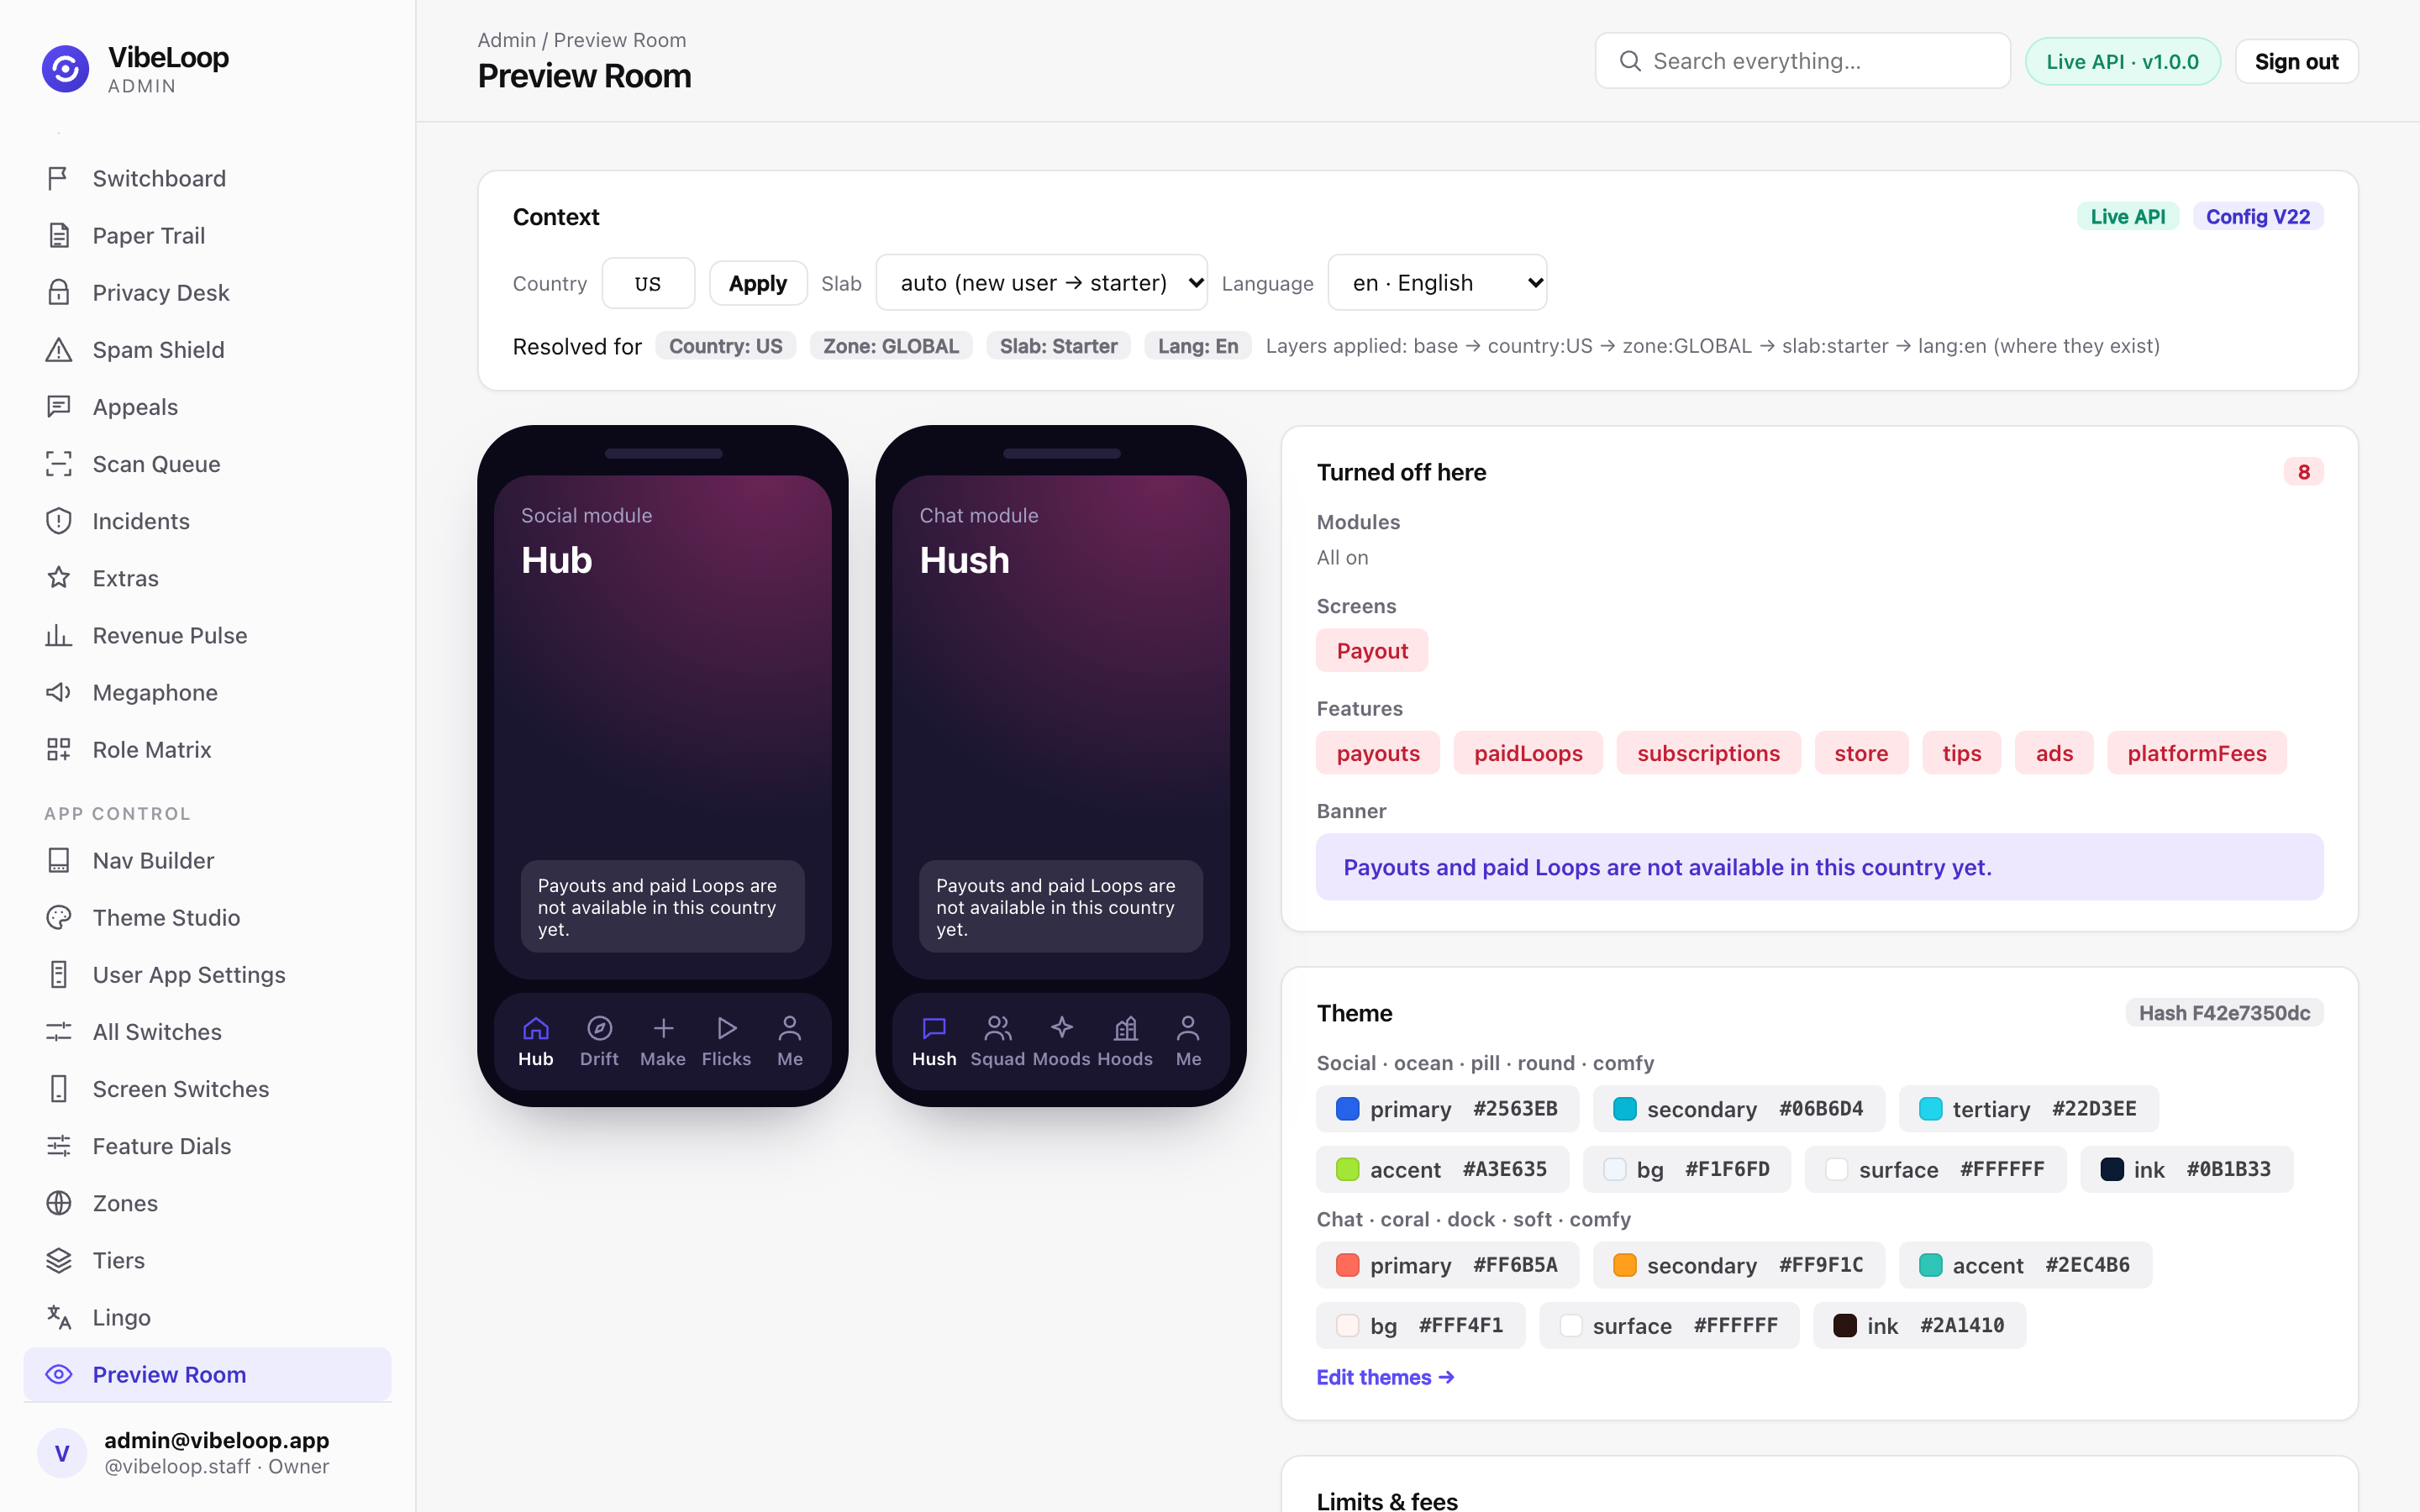 VibeLoop
ADMIN
Switchboard
Paper Trail
Privacy Desk
Spam Shield
Appeals
Scan Queue
Incidents
Extras
Revenue Pulse
Megaphone
Role Matrix
APP CONTROL
Nav Builder
Theme Studio
User App Settings
All Switches
Screen Switches
Feature Dials
Zones
Tiers
Lingo
Preview Room
V
admin@vibeloop.app
@vibeloop.staff · Owner
Admin / Preview Room
Preview Room
Search everything...
Live API · v1.0.0
Sign out
Context
Live API
Config V22
Country US Apply Slab auto (new user → starter) Language en · English
Resolved for Country: US Zone: GLOBAL Slab: Starter Lang: En Layers applied: base → country:US → zone:GLOBAL → slab:starter → lang:en (where they exist)
Social module
Hub
Payouts and paid Loops are
not available in this country
yet.
Hub Drift Make Flicks Me
Chat module
Hush
Payouts and paid Loops are
not available in this country
yet.
Hush Squad Moods Hoods Me
Turned off here
8
Modules
All on
Screens
Payout
Features
payouts paidLoops subscriptions store tips ads platformFees
Banner
Payouts and paid Loops are not available in this country yet.
Theme
Hash F42e7350dc
Social · ocean · pill · round · comfy
primary #2563EB secondary #06B6D4 tertiary #22D3EE
accent #A3E635 bg #F1F6FD surface #FFFFFF ink #0B1B33
Chat · coral · dock · soft · comfy
primary #FF6B5A secondary #FF9F1C accent #2EC4B6
bg #FFF4F1 surface #FFFFFF ink #2A1410
Edit themes →
Limits & fees